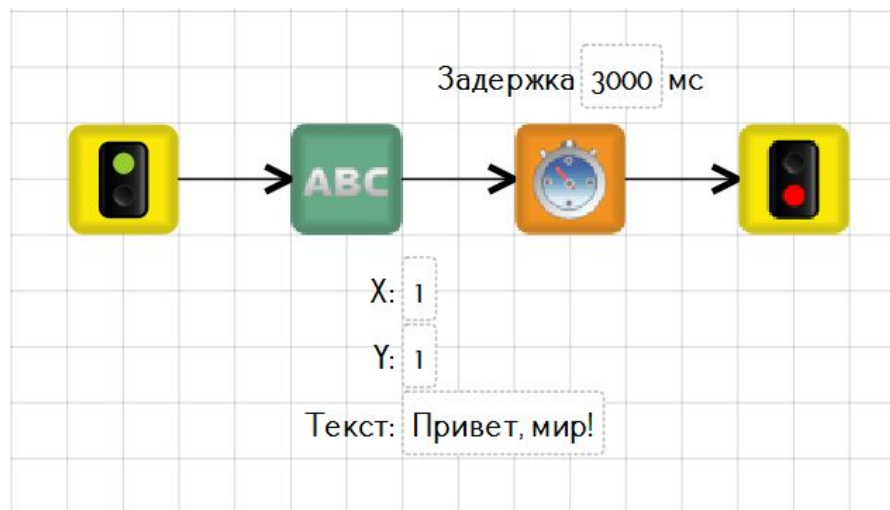 Задержка 3000 мс
ABC
X: 1
Y: 1
Текст: Привет, мир!